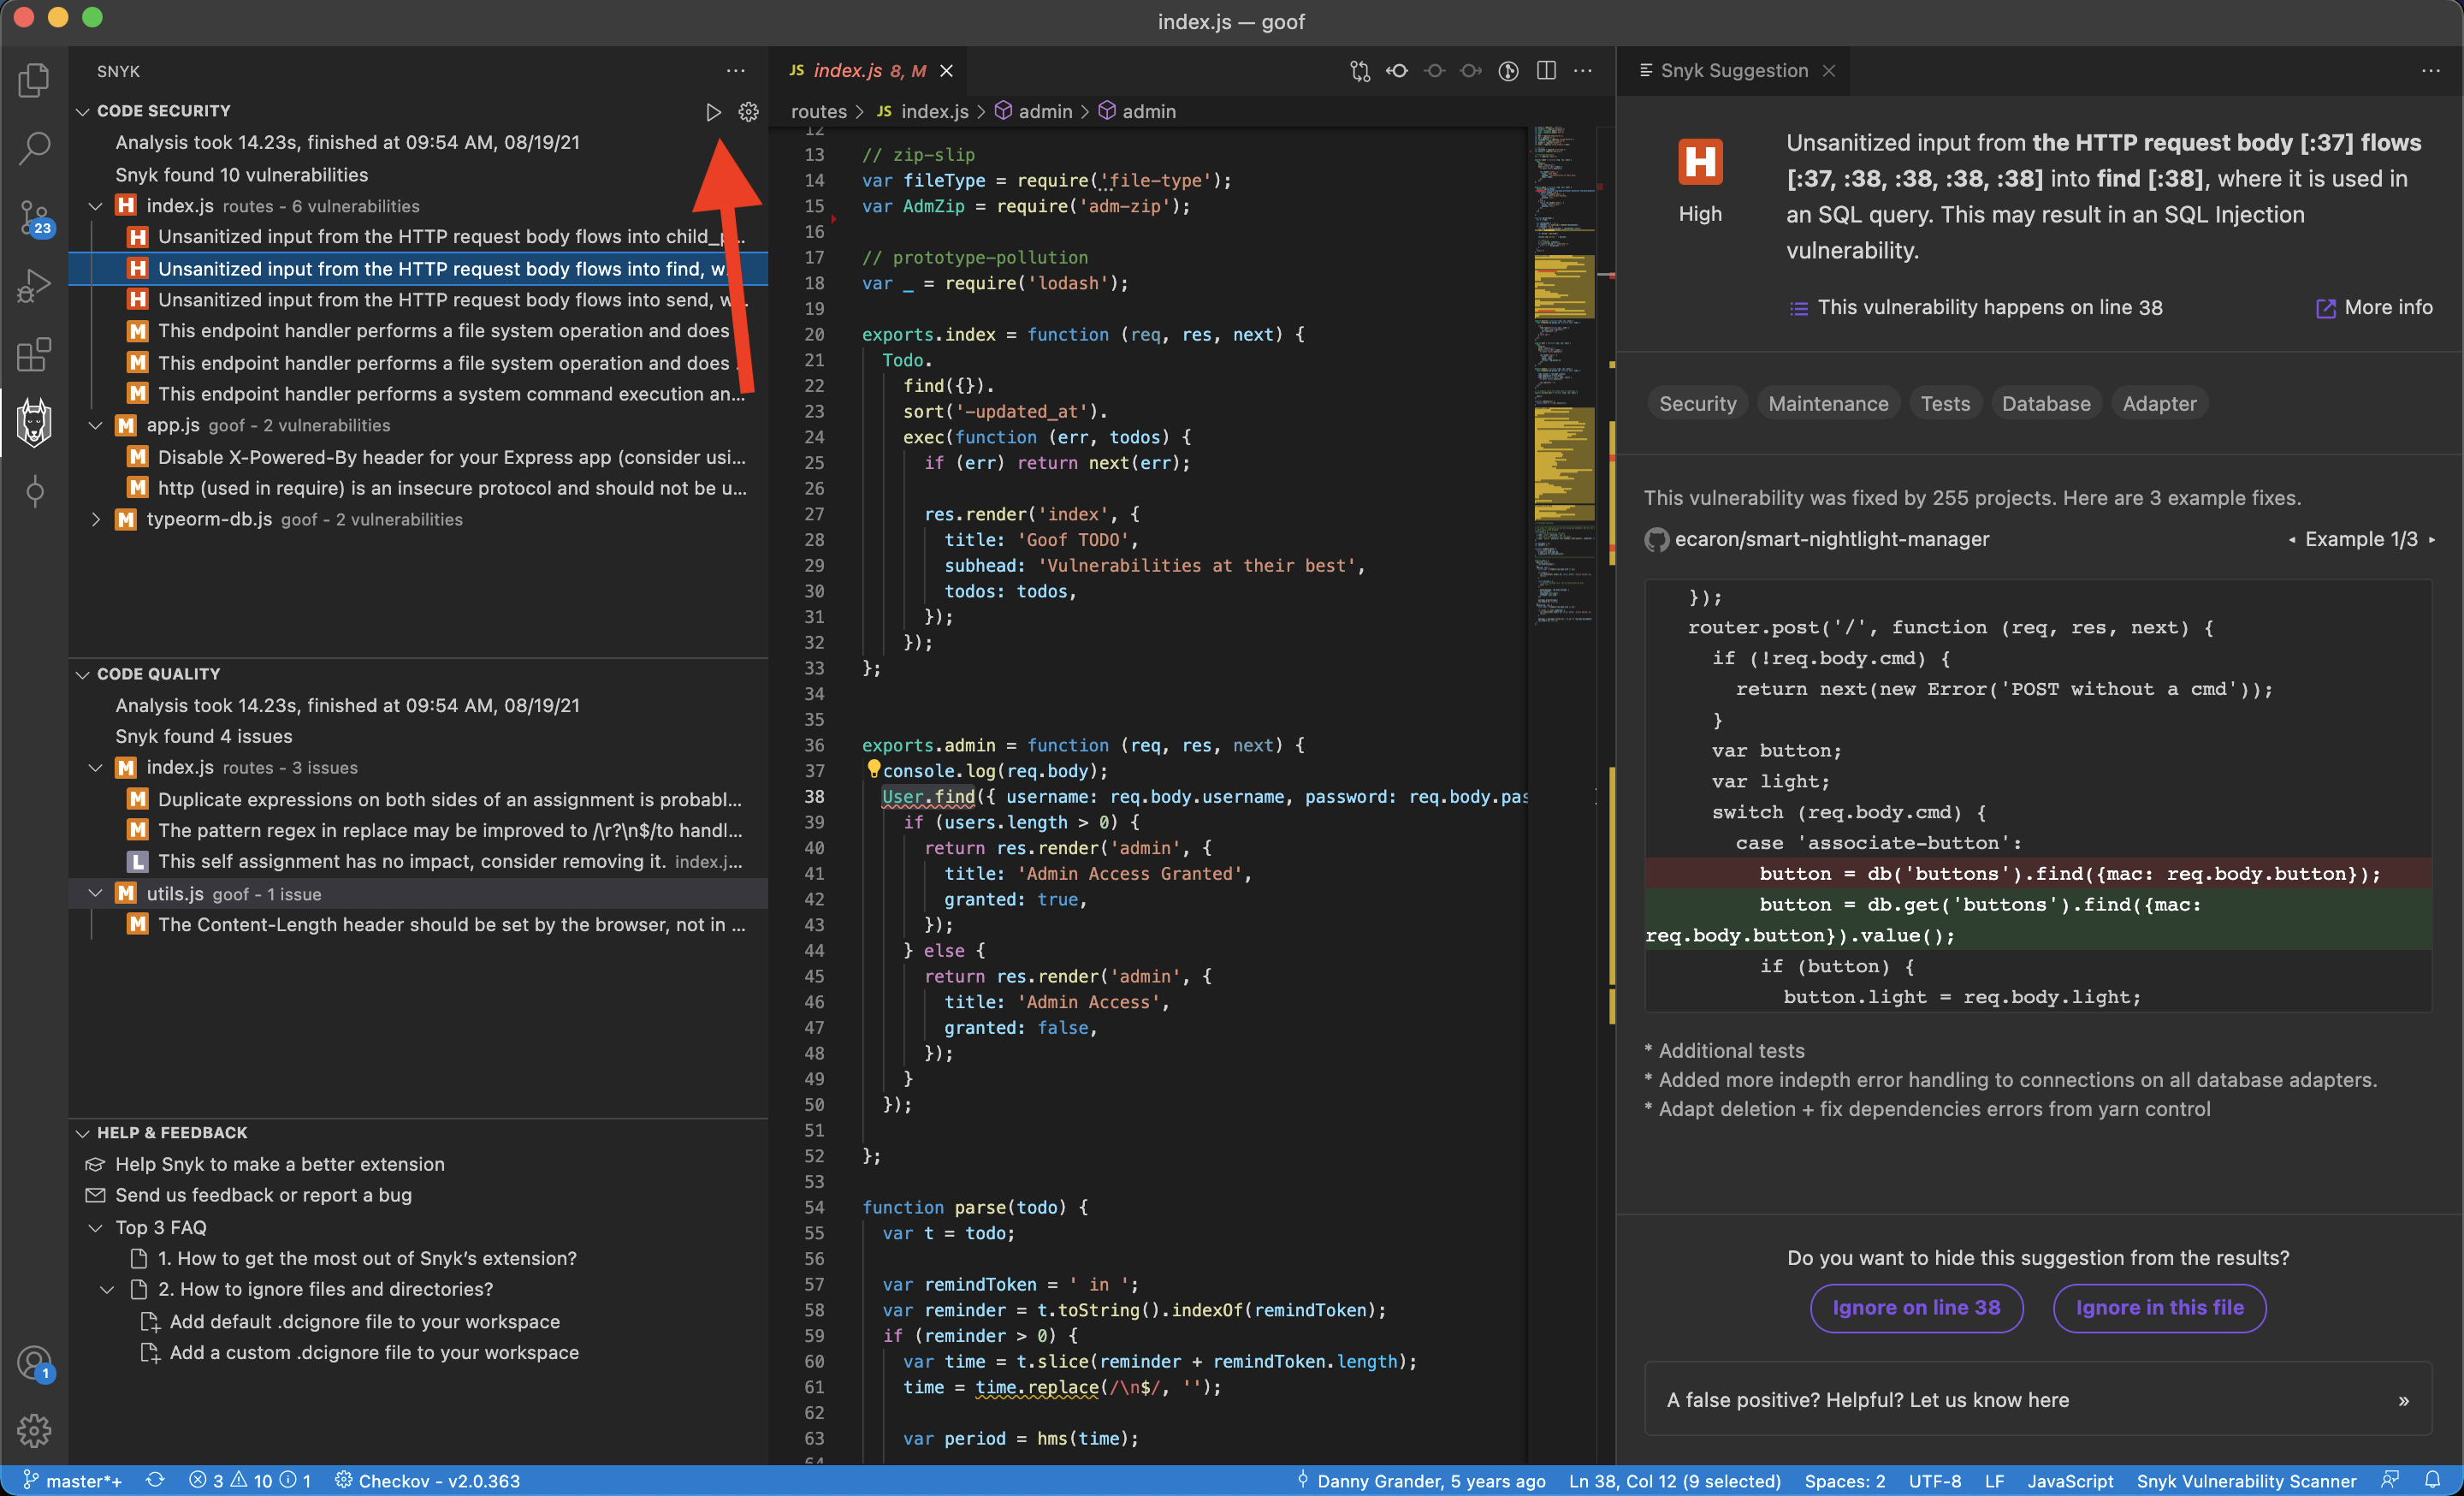 index.js — goof
SNYK
CODE SECURITY
Analysis took 14.23s, finished at 09:54 AM, 08/19/21
Snyk found 10 vulnerabilities
H index.js routes - 6 vulnerabilities
H Unsanitized input from the HTTP request body flows into child_p...
H Unsanitized input from the HTTP request body flows into find, w...
H Unsanitized input from the HTTP request body flows into send, w...
M This endpoint handler performs a file system operation and does ...
M This endpoint handler performs a file system operation and does ...
M This endpoint handler performs a system command execution an...
M app.js goof - 2 vulnerabilities
M Disable X-Powered-By header for your Express app (consider usi...
M http (used in require) is an insecure protocol and should not be u...
M typeorm-db.js goof - 2 vulnerabilities
CODE QUALITY
Analysis took 14.23s, finished at 09:54 AM, 08/19/21
Snyk found 4 issues
M index.js routes - 3 issues
M Duplicate expressions on both sides of an assignment is probabl...
M The pattern regex in replace may be improved to /\r?\n$/to handl...
L This self assignment has no impact, consider removing it. index.j...
M utils.js goof - 1 issue
M The Content-Length header should be set by the browser, not in ...
HELP & FEEDBACK
Help Snyk to make a better extension
Send us feedback or report a bug
Top 3 FAQ
1. How to get the most out of Snyk's extension?
2. How to ignore files and directories?
Add default .dcignore file to your workspace
Add a custom .dcignore file to your workspace
23
1
JS index.js 8, M
routes > JS index.js > admin > admin
12
13 // zip-slip
14 var fileType = require('file-type');
15 var AdmZip = require('adm-zip');
16
17 // prototype-pollution
18 var _ = require('lodash');
19
20 exports.index = function (req, res, next) {
21 Todo.
22 find({}).
23 sort('-updated_at').
24 exec(function (err, todos) {
25 if (err) return next(err);
26
27 res.render('index', {
28 title: 'Goof TODO',
29 subhead: 'Vulnerabilities at their best',
30 todos: todos,
31 });
32 });
33 };
34
35
36 exports.admin = function (req, res, next) {
37 console.log(req.body);
38 User.find({ username: req.body.username, password: req.body.pas
39 if (users.length > 0) {
40 return res.render('admin', {
41 title: 'Admin Access Granted',
42 granted: true,
43 });
44 } else {
45 return res.render('admin', {
46 title: 'Admin Access',
47 granted: false,
48 });
49 }
50 });
51
52 };
53
54 function parse(todo) {
55 var t = todo;
56
57 var remindToken = ' in ';
58 var reminder = t.toString().indexOf(remindToken);
59 if (reminder > 0) {
60 var time = t.slice(reminder + remindToken.length);
61 time = time.replace(/\n$/, '');
62
63 var period = hms(time);
64
Snyk Suggestion
H
High
Unsanitized input from the HTTP request body [:37] flows
[:37, :38, :38, :38, :38] into find [:38], where it is used in
an SQL query. This may result in an SQL Injection
vulnerability.
This vulnerability happens on line 38
More info
Security Maintenance Tests Database Adapter
This vulnerability was fixed by 255 projects. Here are 3 example fixes.
ecaron/smart-nightlight-manager
Example 1/3
});
router.post('/', function (req, res, next) {
if (!req.body.cmd) {
return next(new Error('POST without a cmd'));
}
var button;
var light;
switch (req.body.cmd) {
case 'associate-button':
button = db('buttons').find({mac: req.body.button});
button = db.get('buttons').find({mac:
req.body.button}).value();
if (button) {
button.light = req.body.light;
* Additional tests
* Added more indepth error handling to connections on all database adapters.
* Adapt deletion + fix dependencies errors from yarn control
Do you want to hide this suggestion from the results?
Ignore on line 38
Ignore in this file
A false positive? Helpful? Let us know here »
master*+ 3 10 1 Checkov - v2.0.363 Danny Grander, 5 years ago Ln 38, Col 12 (9 selected) Spaces: 2 UTF-8 LF JavaScript Snyk Vulnerability Scanner